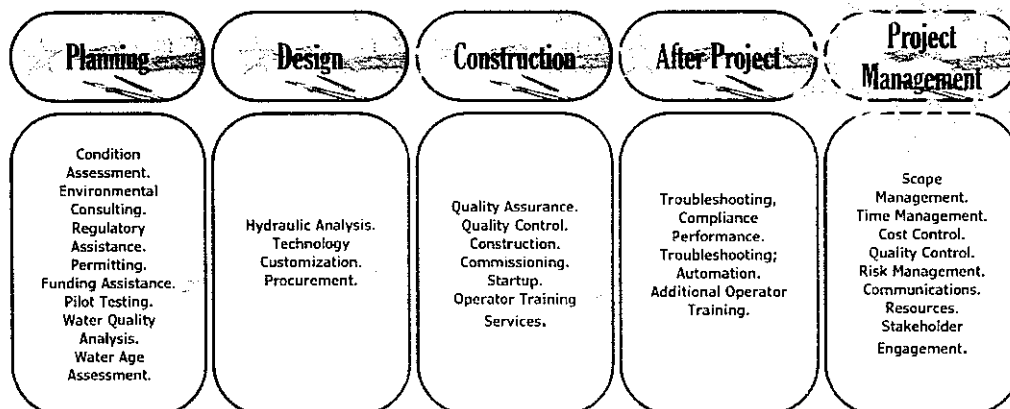 Planning
Design
Construction
After Project
Project
Management
Condition
Assessment.
Environmental
Consulting.
Regulatory
Assistance.
Permitting.
Funding Assistance.
Pilot Testing.
Water Quality
Analysis.
Water Age
Assessment.
Hydraulic Analysis.
Technology
Customization.
Procurement.
Quality Assurance.
Quality Control.
Construction.
Commissioning.
Startup.
Operator Training
Services.
Troubleshooting,
Compliance
Performance.
Troubleshooting;
Automation.
Additional Operator
Training.
Scope
Management.
Time Management.
Cost Control.
Quality Control.
Risk Management.
Communications.
Resources.
Stakeholder
Engagement.